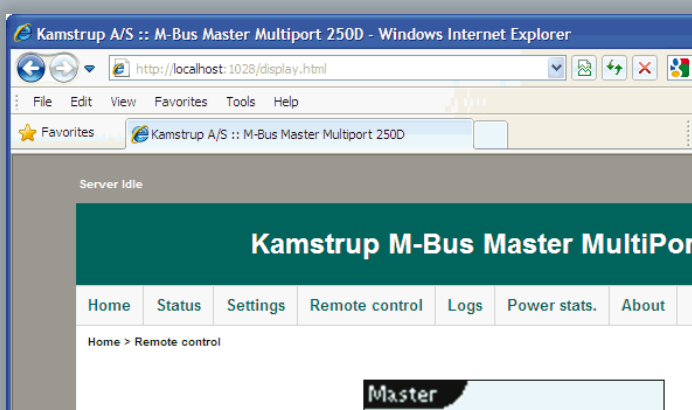 Kamstrup A/S :: M-Bus Master Multiport 250D - Windows Internet Explorer
http://localhost:1028/display.html
File Edit View Favorites Tools Help
Favorites Kamstrup A/S :: M-Bus Master Multiport 250D
Server Idle
Kamstrup M-Bus Master MultiPor
Home Status Settings Remote control Logs Power stats. About
Home > Remote control
Master